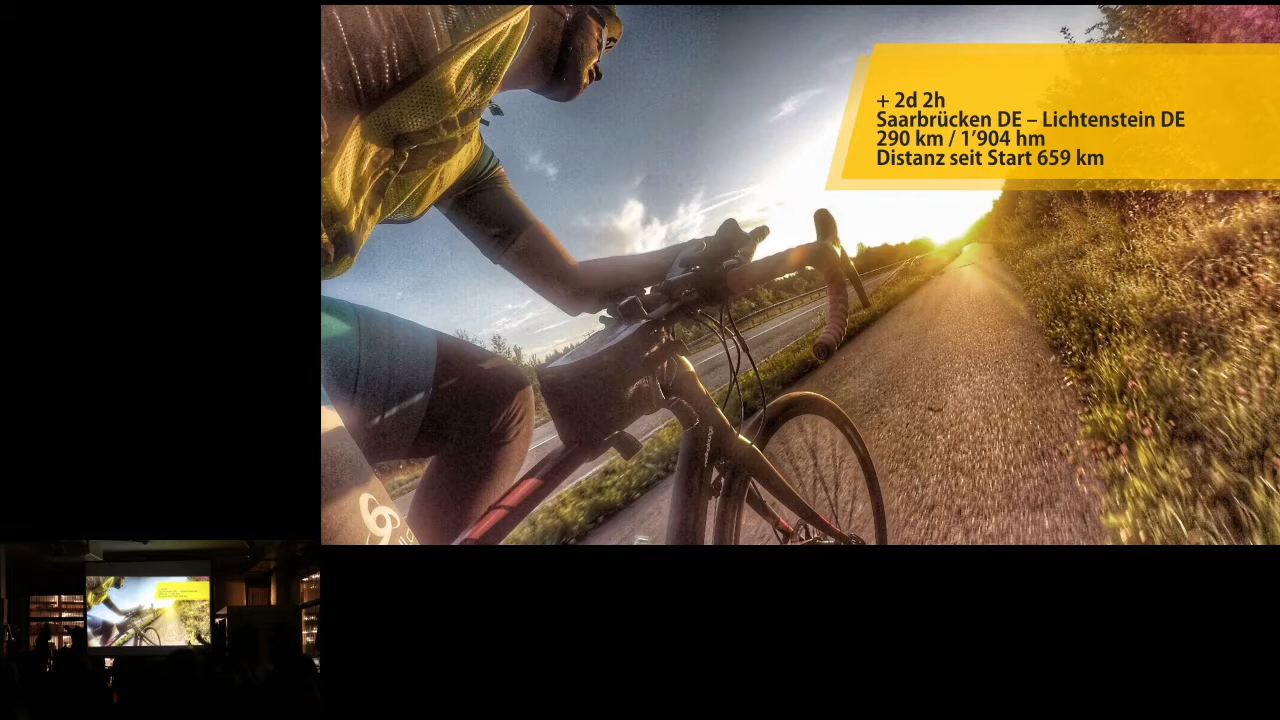 + 2d 2h
Saarbrücken DE – Lichtenstein DE
290 km / 1’904 hm
Distanz seit Start 659 km